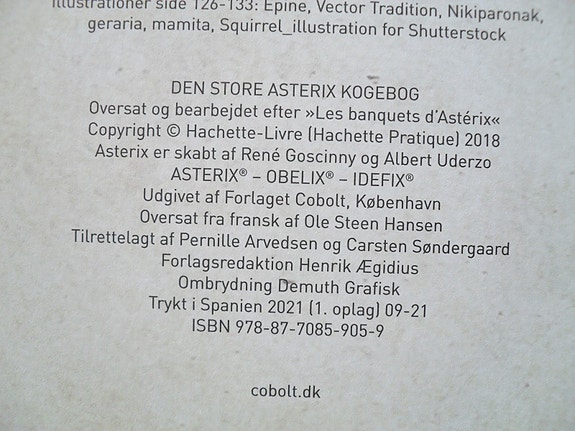 Illustrationer side 126-133: Epine, Vector Tradition, Nikiparonak,
geraria, mamita, Squirrel_illustration for Shutterstock
DEN STORE ASTERIX KOGEBOG
Oversat og bearbejdet efter »Les banquets d’Astérix«
Copyright © Hachette-Livre (Hachette Pratique) 2018
Asterix er skabt af René Goscinny og Albert Uderzo
ASTERIX® – OBELIX® – IDEFIX®
Udgivet af Forlaget Cobolt, København
Oversat fra fransk af Ole Steen Hansen
Tilrettelagt af Pernille Arvedsen og Carsten Søndergaard
Forlagsredaktion Henrik Ægidius
Ombrydning Demuth Grafisk
Trykt i Spanien 2021 (1. oplag) 09-21
ISBN 978-87-7085-905-9
cobolt.dk